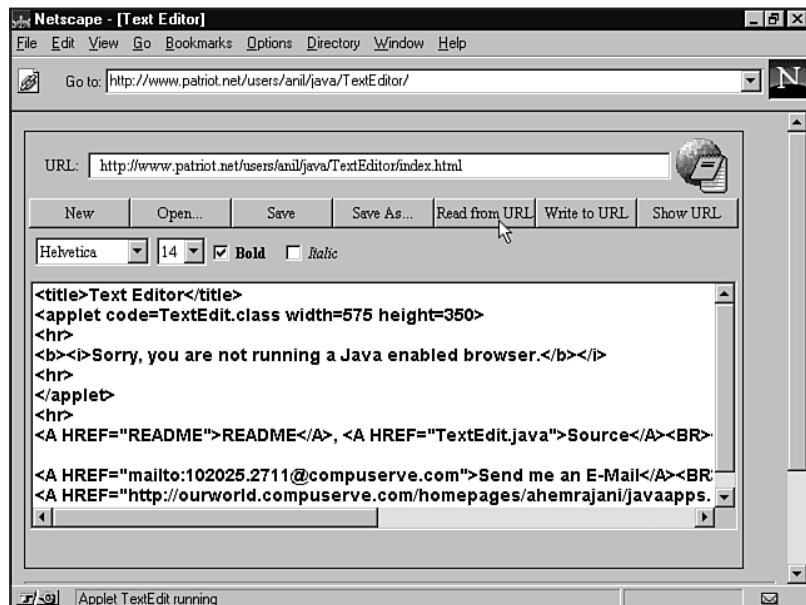 Netscape - [Text Editor]
File Edit View Go Bookmarks Options Directory Window Help
Go to: http://www.patriot.net/users/anil/java/TextEditor/
N
URL: http://www.patriot.net/users/anil/java/TextEditor/index.html
New Open... Save Save As... Read from URL Write to URL Show URL
Helvetica 14 Bold Italic
<title>Text Editor</title>
<applet code=TextEdit.class width=575 height=350>
<hr>
<b><i>Sorry, you are not running a Java enabled browser.</b></i>
<hr>
</applet>
<hr>
<A HREF="README">README</A>, <A HREF="TextEdit.java">Source</A><BR>
<A HREF="mailto:102025.2711@compuserve.com">Send me an E-Mail</A><BR>
<A HREF="http://ourworld.compuserve.com/homepages/ahemrajani/javaapps.
Applet TextEdit running